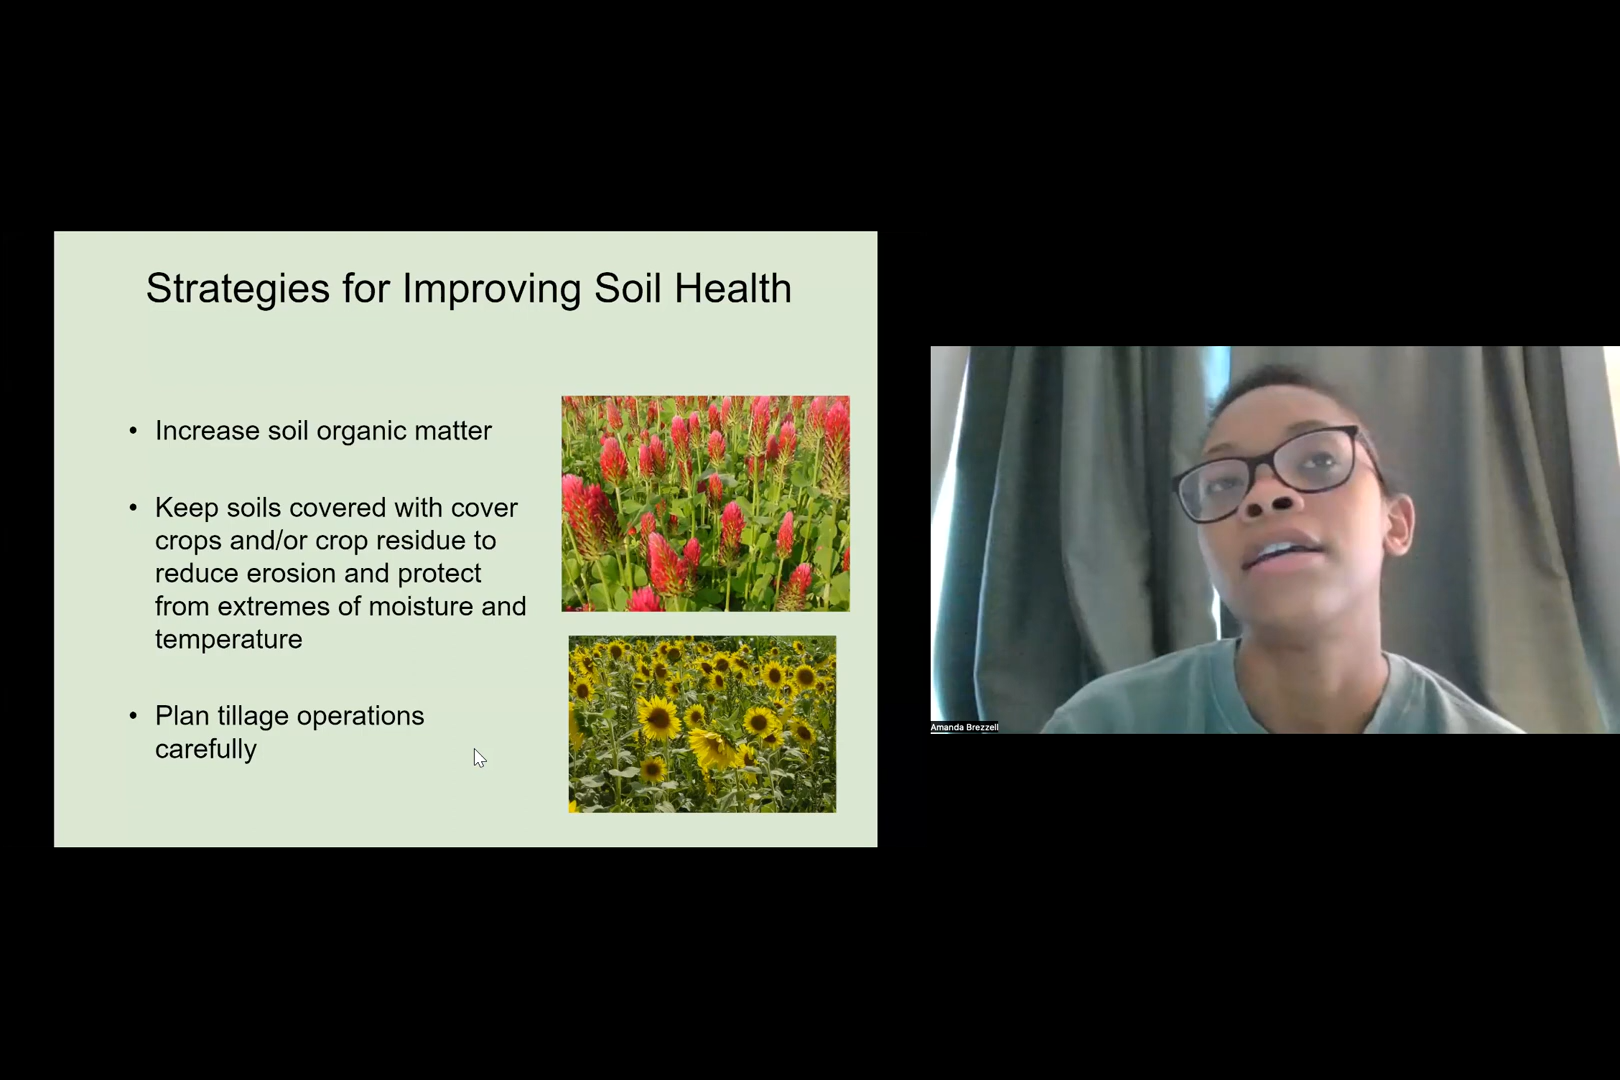 Strategies for Improving Soil Health
• Increase soil organic matter
• Keep soils covered with cover
crops and/or crop residue to
reduce erosion and protect
from extremes of moisture and
temperature
• Plan tillage operations
carefully
Amanda Brezzell